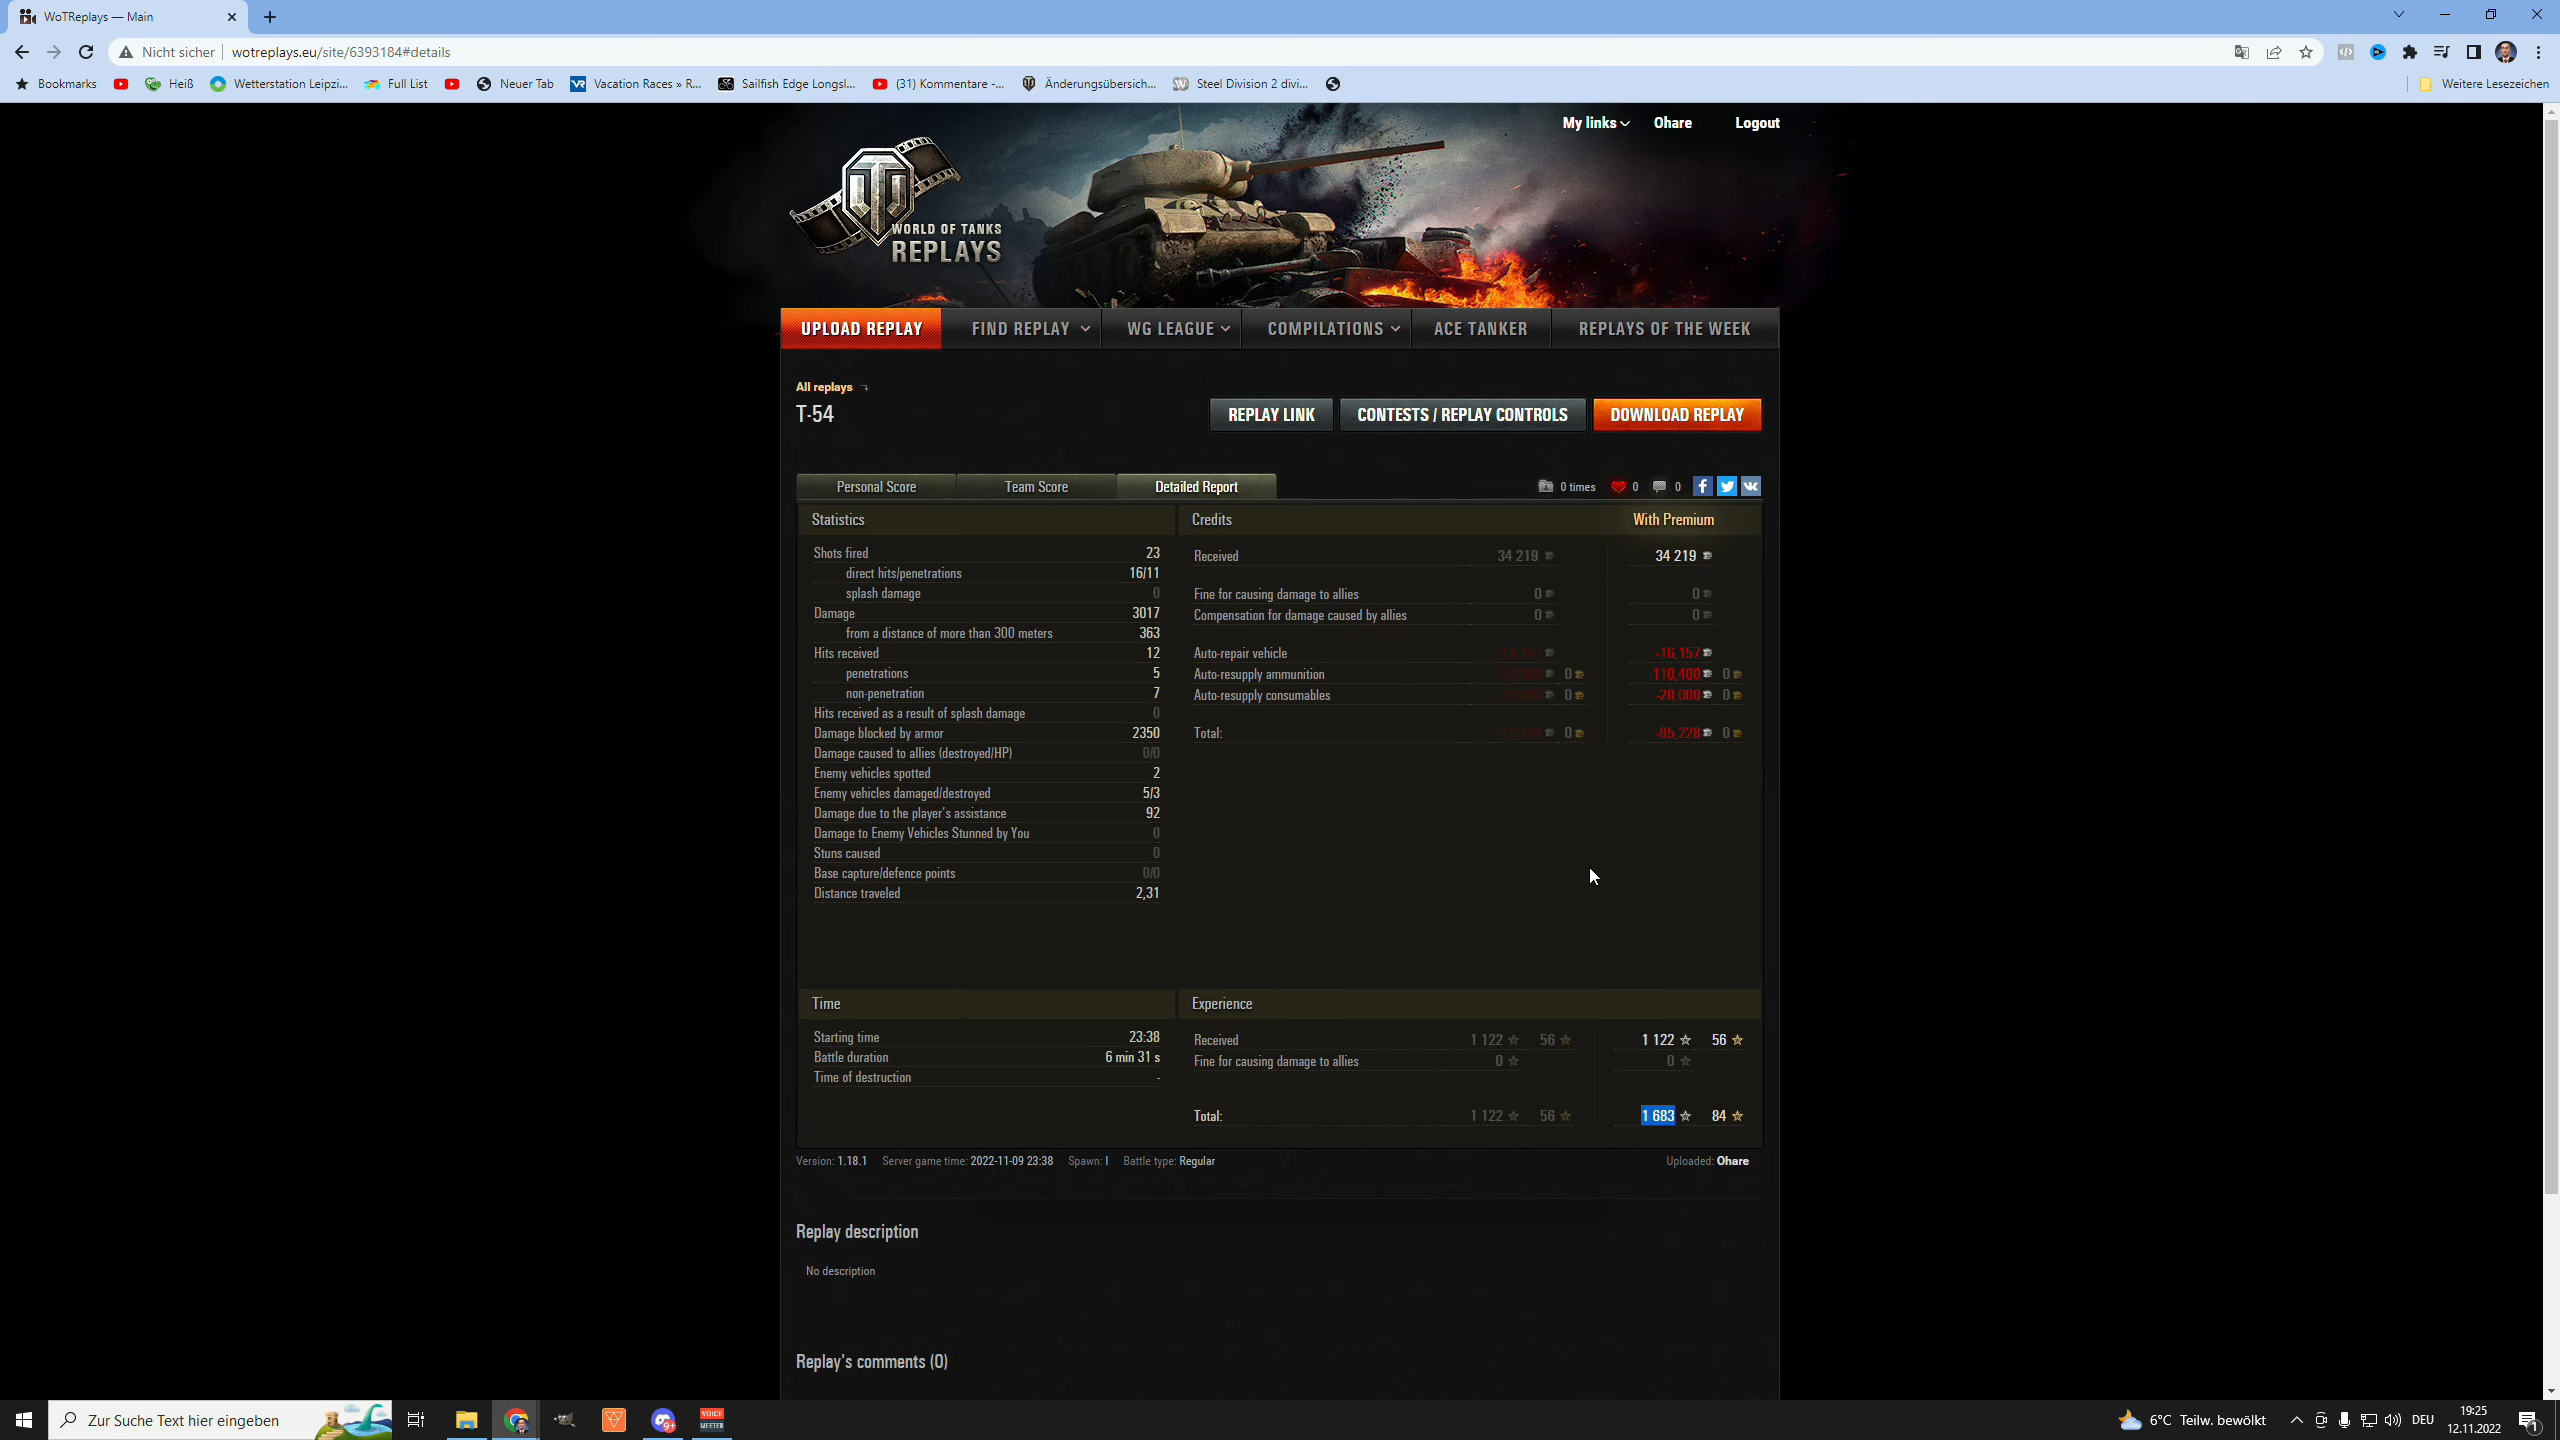 WoTReplays — Main
Nicht sicher wotreplays.eu/site/6393184#details
Bookmarks Heiß Wetterstation Leipzi... Full List Neuer Tab Vacation Races » R... Sailfish Edge Longsl... (31) Kommentare -... Änderungsübersich... Steel Division 2 divi... Weitere Lesezeichen
My links Ohare Logout
WORLD OF TANKS
REPLAYS
UPLOAD REPLAY FIND REPLAY WG LEAGUE COMPILATIONS ACE TANKER REPLAYS OF THE WEEK
All replays
T-54
REPLAY LINK CONTESTS / REPLAY CONTROLS DOWNLOAD REPLAY
Personal Score Team Score Detailed Report 0 times 0 0
Statistics Credits With Premium
Shots fired 23
direct hits/penetrations 16/11
splash damage 0
Damage 3017
from a distance of more than 300 meters 363
Hits received 12
penetrations 5
non-penetration 7
Hits received as a result of splash damage 0
Damage blocked by armor 2350
Damage caused to allies (destroyed/HP) 0/0
Enemy vehicles spotted 2
Enemy vehicles damaged/destroyed 5/3
Damage due to the player's assistance 92
Damage to Enemy Vehicles Stunned by You 0
Stuns caused 0
Base capture/defence points 0/0
Distance traveled 2,31
Received 34 219 34 219
Fine for causing damage to allies 0 0
Compensation for damage caused by allies 0 0
Auto-repair vehicle -16,157
Auto-resupply ammunition 0 -110,400 0
Auto-resupply consumables 0 -20,000 0
Total: 0 -95,228 0
Time Experience
Starting time 23:38
Battle duration 6 min 31 s
Time of destruction -
Received 1 122 56 1 122 56
Fine for causing damage to allies 0 0
Total: 1 122 56 1 683 84
Version: 1.18.1 Server game time: 2022-11-09 23:38 Spawn: I Battle type: Regular Uploaded: Ohare
Replay description
No description
Replay's comments (0)
Zur Suche Text hier eingeben 9+ VOICE MEETER 6°C Teilw. bewölkt DEU 19:25 1
12.11.2022